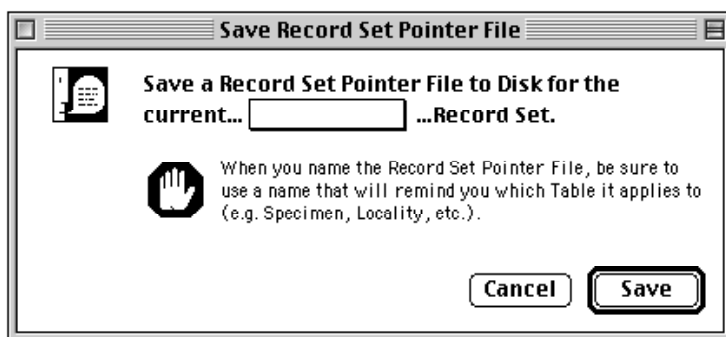 Save Record Set Pointer File
Save a Record Set Pointer File to Disk for the
current... ...Record Set.
When you name the Record Set Pointer File, be sure to
use a name that will remind you which Table it applies to
(e.g. Specimen, Locality, etc.).
Cancel Save